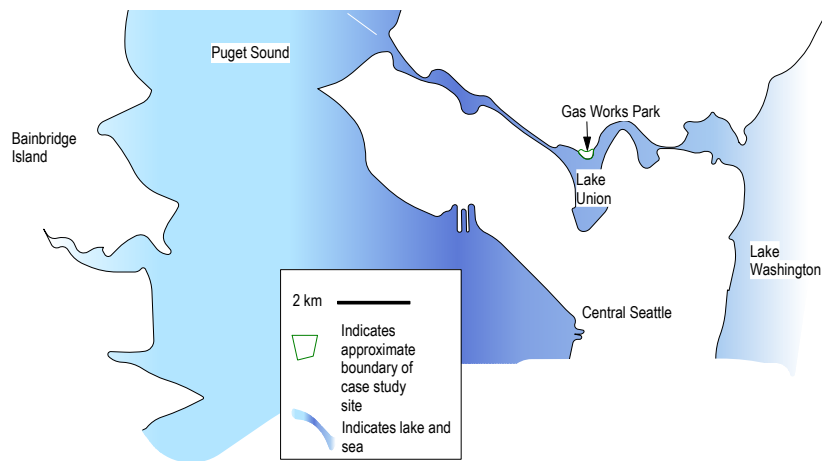 Puget Sound
Gas Works Park
Bainbridge
Island
Lake
Union
Lake
Washington
Central Seattle
2 km
Indicates
approximate
boundary of
case study
site
Indicates lake and
sea